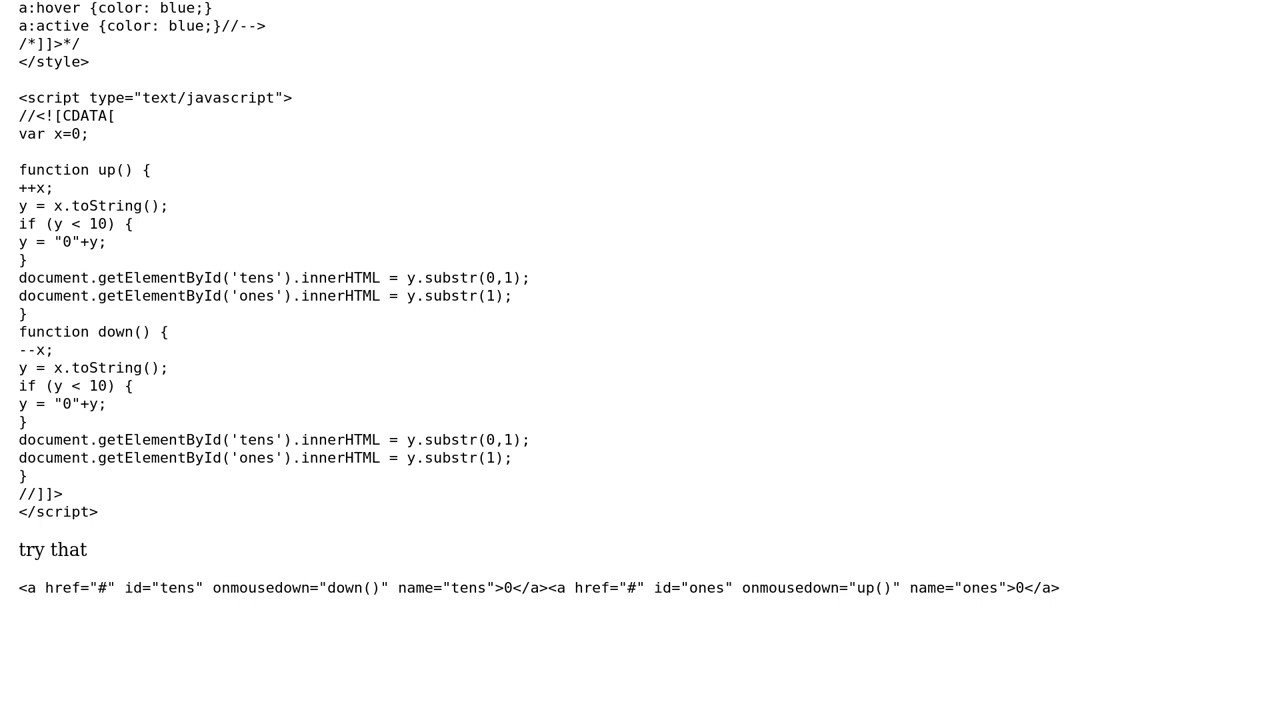 a:hover {color: blue;}
a:active {color: blue;}//-->
/*]]>*/
</style>
<script type="text/javascript">
//<![CDATA[
var x=0;
function up() {
++x;
y = x.toString();
if (y < 10) {
y = "0"+y;
}
document.getElementById('tens').innerHTML = y.substr(0,1);
document.getElementById('ones').innerHTML = y.substr(1);
}
function down() {
--x;
y = x.toString();
if (y < 10) {
y = "0"+y;
}
document.getElementById('tens').innerHTML = y.substr(0,1);
document.getElementById('ones').innerHTML = y.substr(1);
}
//]]>
</script>
try that
<a href="#" id="tens" onmousedown="down()" name="tens">0</a><a href="#" id="ones" onmousedown="up()" name="ones">0</a>